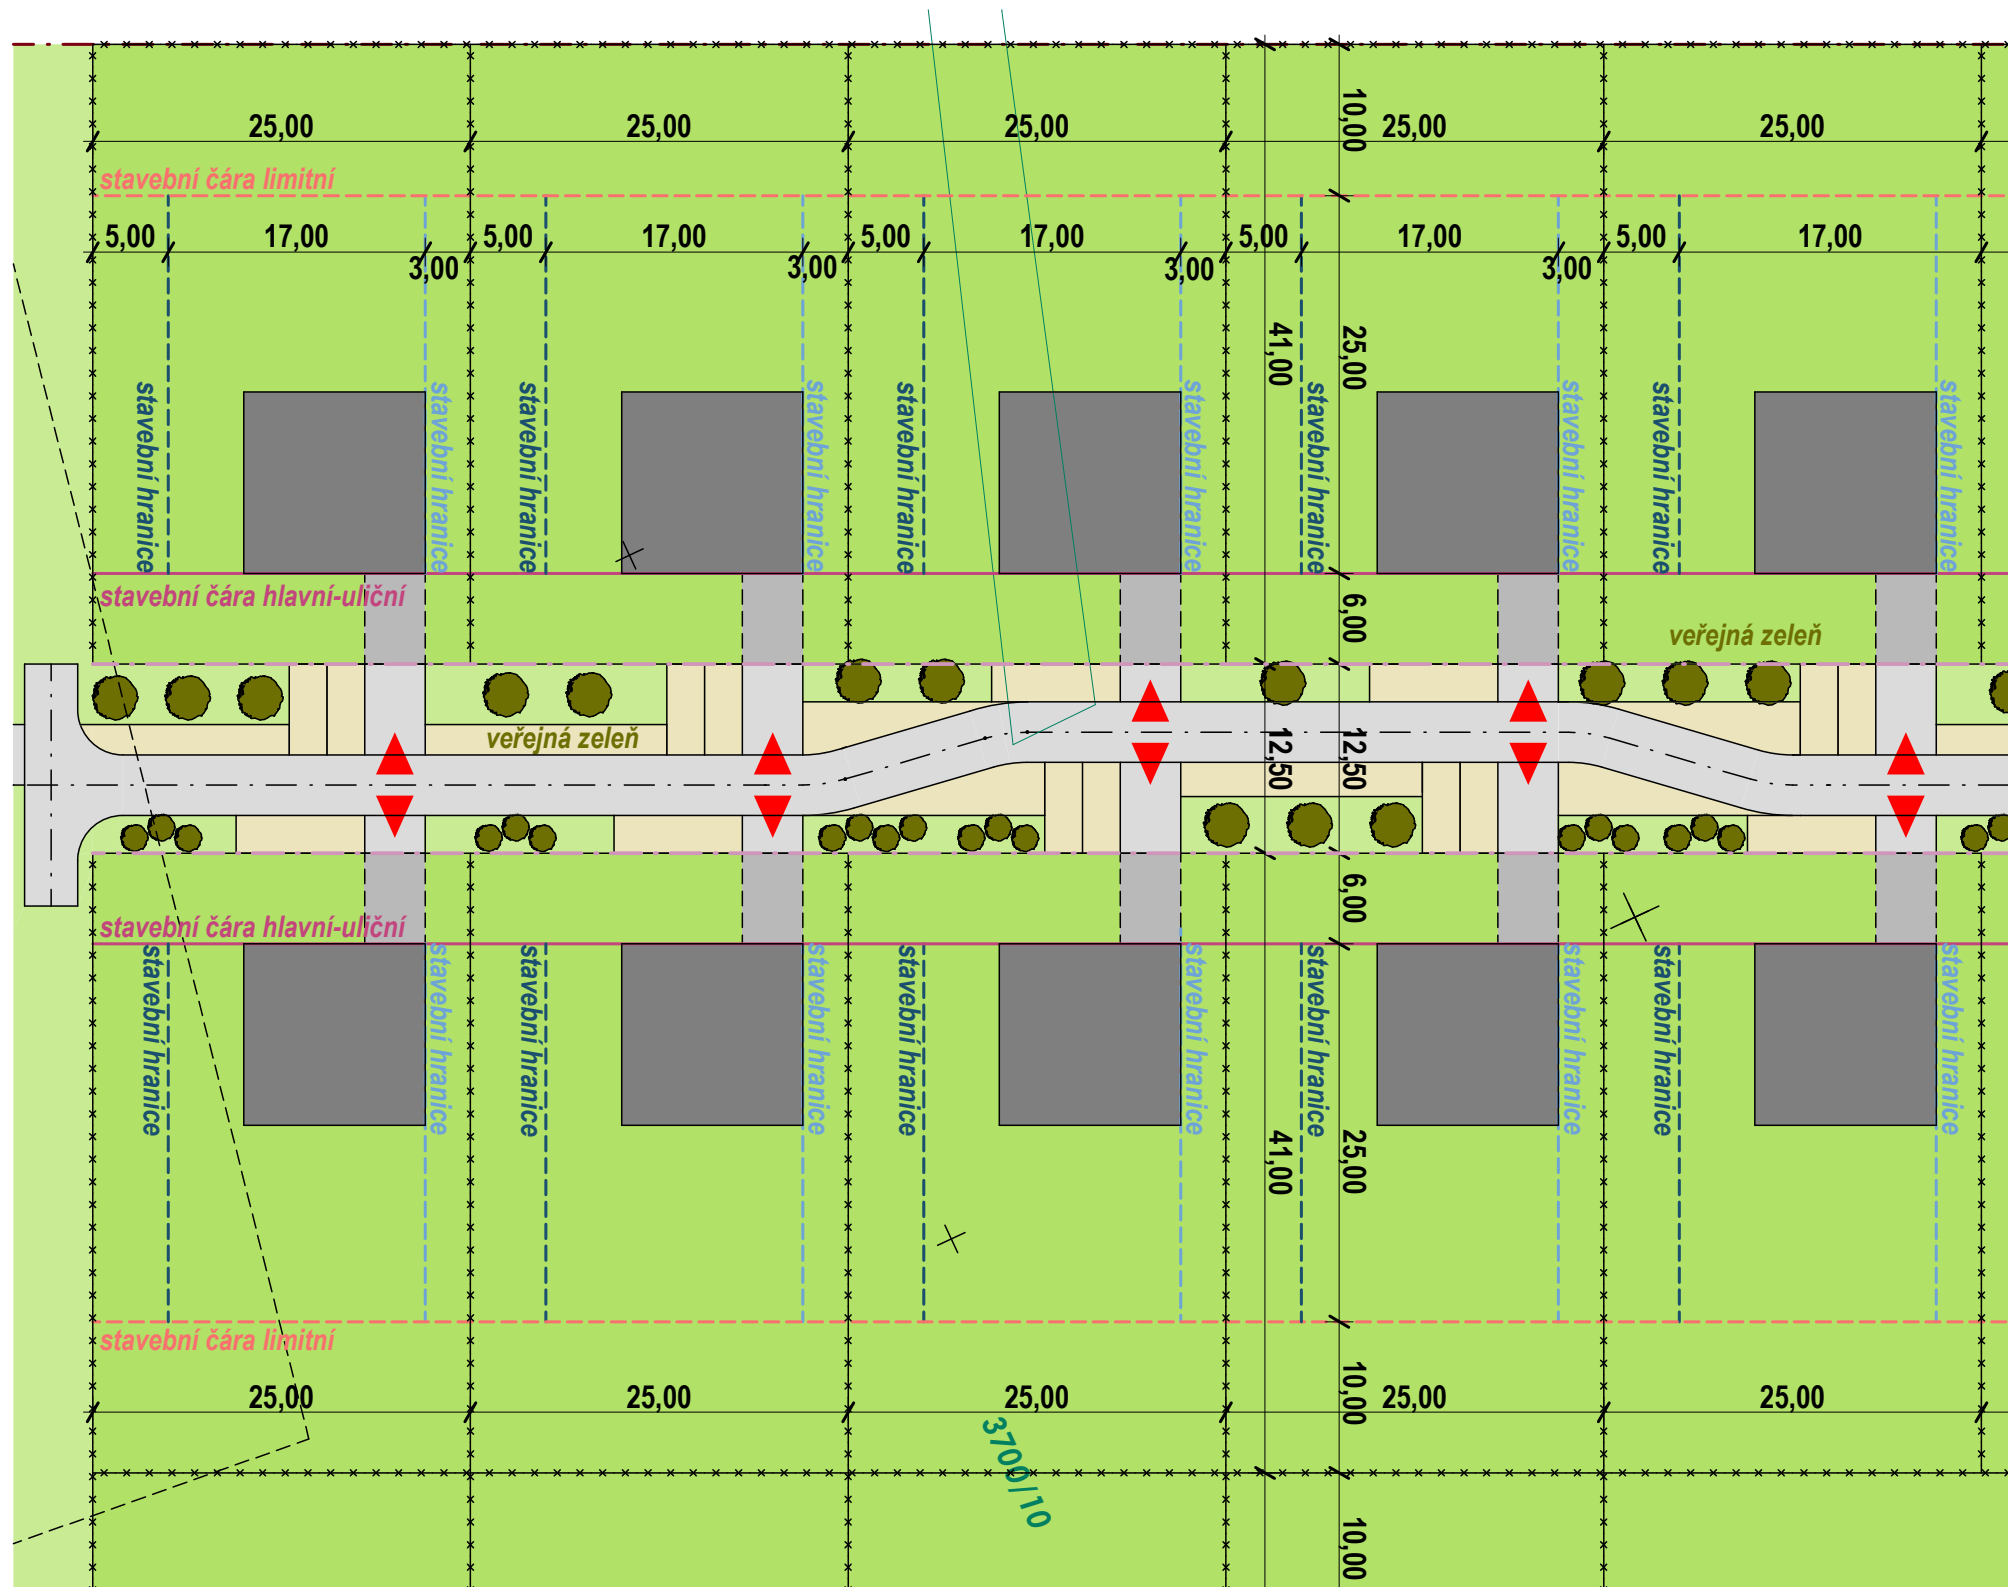 10,00
25,00 25,00 25,00 25,00 25,00
stavební čára limitní
5,00 17,00 5,00 17,00 5,00 17,00 5,00 17,00 5,00 17,00
3,00 3,00 3,00 3,00
41,00 25,00
stavební hranice stavební hranice stavební hranice stavební hranice stavební hranice stavební hranice stavební hranice stavební hranice stavební hranice stavební hranice
stavební čára hlavní-uliční
6,00
veřejná zeleň
veřejná zeleň
12,50 12,50
6,00
stavební čára hlavní-uliční
stavební hranice stavební hranice stavební hranice stavební hranice stavební hranice stavební hranice stavební hranice stavební hranice stavební hranice stavební hranice
41,00 25,00
stavební čára limitní
10,00
25,00 25,00 25,00 25,00 25,00
3700/10
10,00